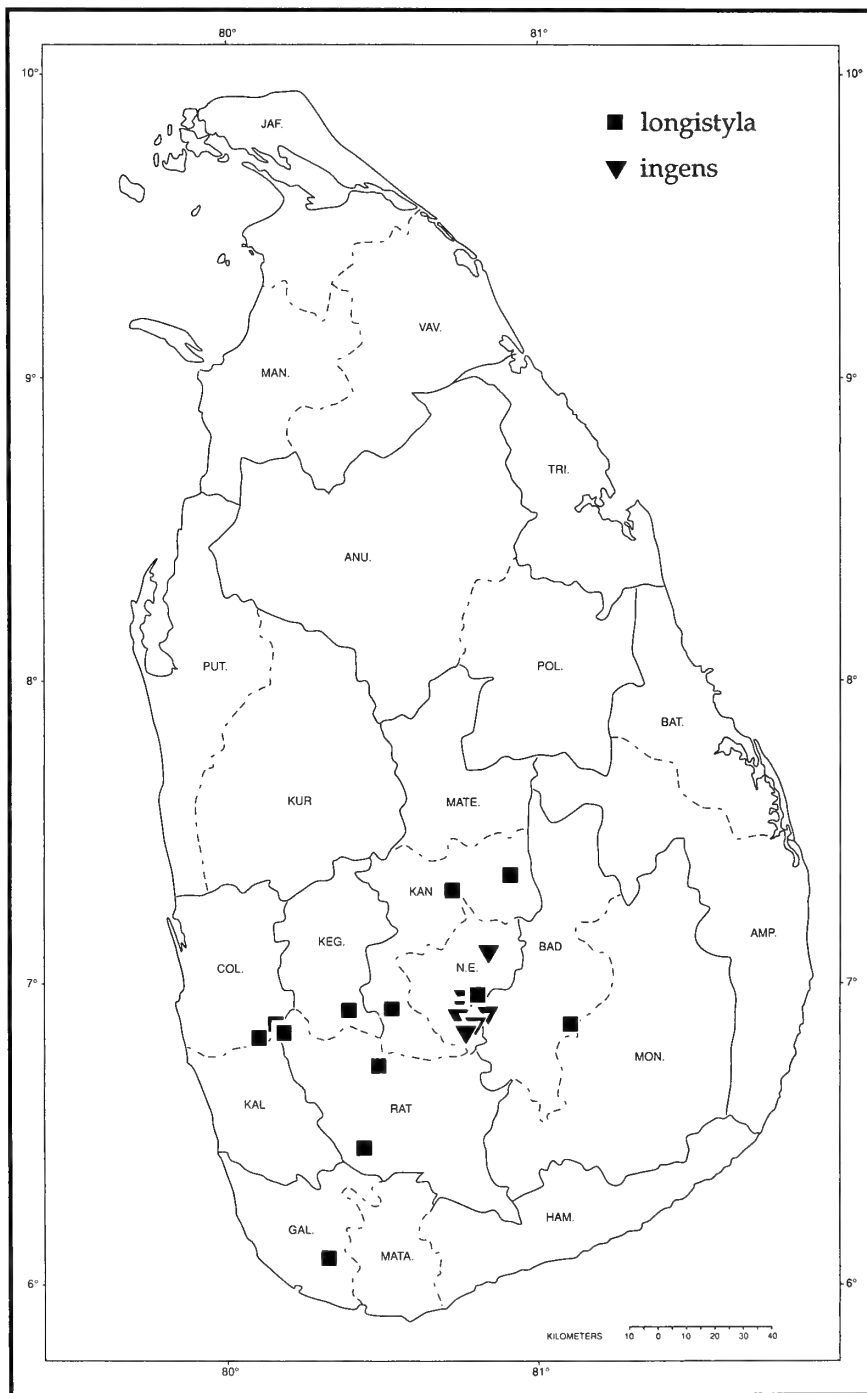 80° 81°
10° 10°
JAF.
■ longistyla
▼ ingens
VAV.
MAN.
9° 9°
TRI.
ANU.
PUT. POL.
8° 8°
BAT.
KUR MATE.
KAN
KEG. BAD AMP.
COL. N.E.
7° 7°
MON.
KAL RAT
GAL. HAM.
MATA.
6° 6°
KILOMETERS 10 5 0 5 10 20 30 40
80° 81°